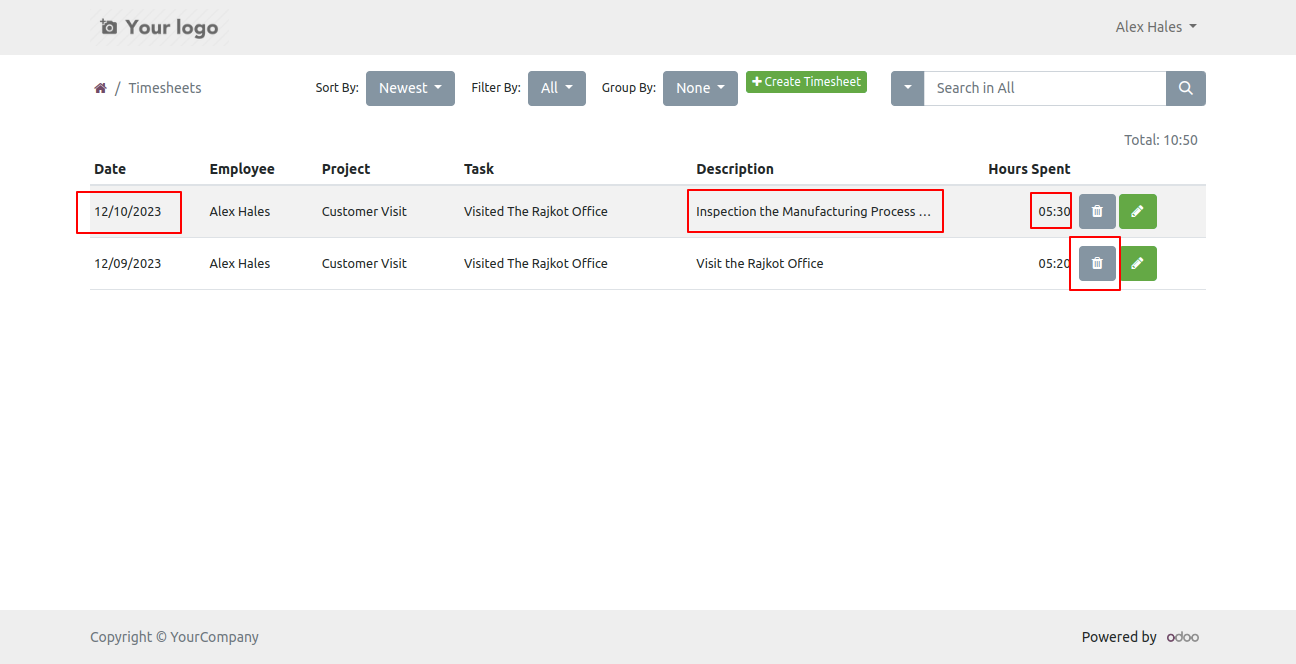 Your logo
Alex Hales
/ Timesheets
Sort By: Newest Filter By: All Group By: None Create Timesheet Search in All
Total: 10:50
Date Employee Project Task Description Hours Spent
12/10/2023 Alex Hales Customer Visit Visited The Rajkot Office Inspection the Manufacturing Process ... 05:30
12/09/2023 Alex Hales Customer Visit Visited The Rajkot Office Visit the Rajkot Office 05:20
Copyright © YourCompany
Powered by odoo